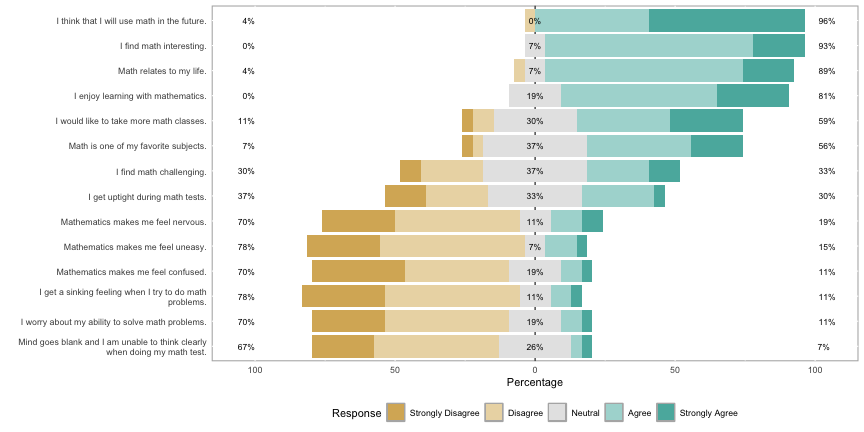 I think that I will use math in the future. 4% 0% 96%
I find math interesting. 0% 7% 93%
Math relates to my life. 4% 7% 89%
I enjoy learning with mathematics. 0% 19% 81%
I would like to take more math classes. 11% 30% 59%
Math is one of my favorite subjects. 7% 37% 56%
I find math challenging. 30% 37% 33%
I get uptight during math tests. 37% 33% 30%
Mathematics makes me feel nervous. 70% 11% 19%
Mathematics makes me feel uneasy. 78% 7% 15%
Mathematics makes me feel confused. 70% 19% 11%
I get a sinking feeling when I try to do math
problems. 78% 11% 11%
I worry about my ability to solve math problems. 70% 19% 11%
Mind goes blank and I am unable to think clearly
when doing my math test. 67% 26% 7%
100 50 0 50 100
Percentage
Response Strongly Disagree Disagree Neutral Agree Strongly Agree